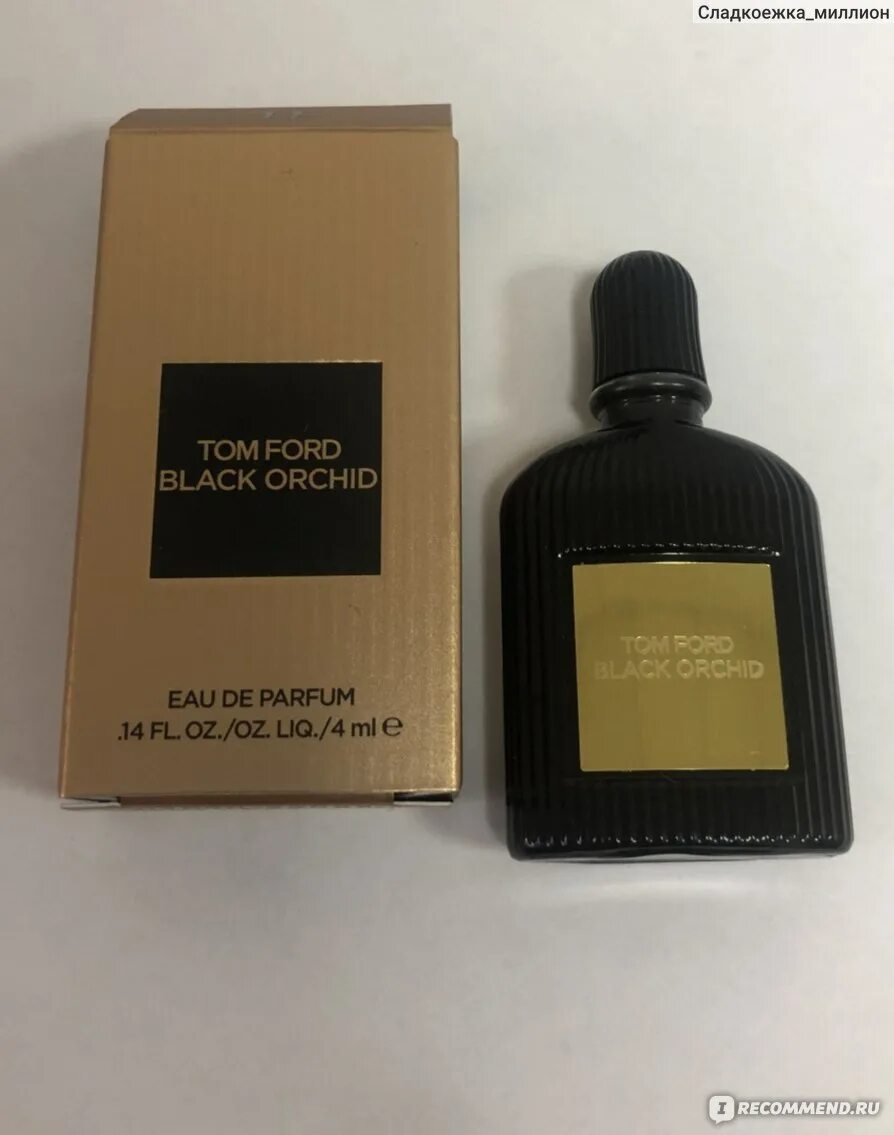 Сладкоежка_миллион
TOM FORD
BLACK ORCHID
EAU DE PARFUM
.14 FL. OZ./OZ. LIQ./4 ml ℮
TOM FORD
BLACK ORCHID
IRECOMMEND.RU